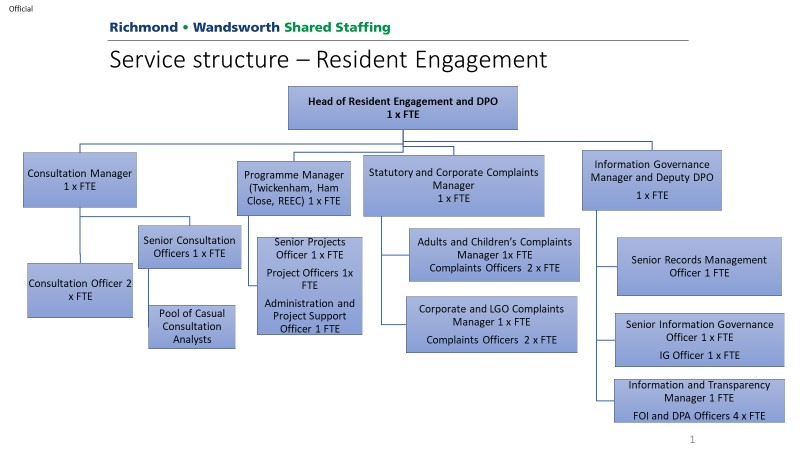 Official
Richmond • Wandsworth Shared Staffing
Service structure – Resident Engagement
Head of Resident Engagement and DPO
1 x FTE
Consultation Manager
1 x FTE
Senior Consultation
Officers 1 x FTE
Consultation Officer 2
x FTE
Pool of Casual
Consultation
Analysts
Programme Manager
(Twickenham, Ham
Close, REEC) 1 x FTE
Senior Projects
Officer 1 x FTE
Project Officers 1x
FTE
Administration and
Project Support
Officer 1 FTE
Statutory and Corporate Complaints
Manager
1 x FTE
Adults and Children's Complaints
Manager 1x FTE
Complaints Officers 2 x FTE
Corporate and LGO Complaints
Manager 1 x FTE
Complaints Officers 2 x FTE
Information Governance
Manager and Deputy DPO
1 x FTE
Senior Records Management
Officer 1 FTE
Senior Information Governance
Officer 1 x FTE
IG Officer 1 x FTE
Information and Transparency
Manager 1 FTE
FOI and DPA Officers 4 x FTE
1